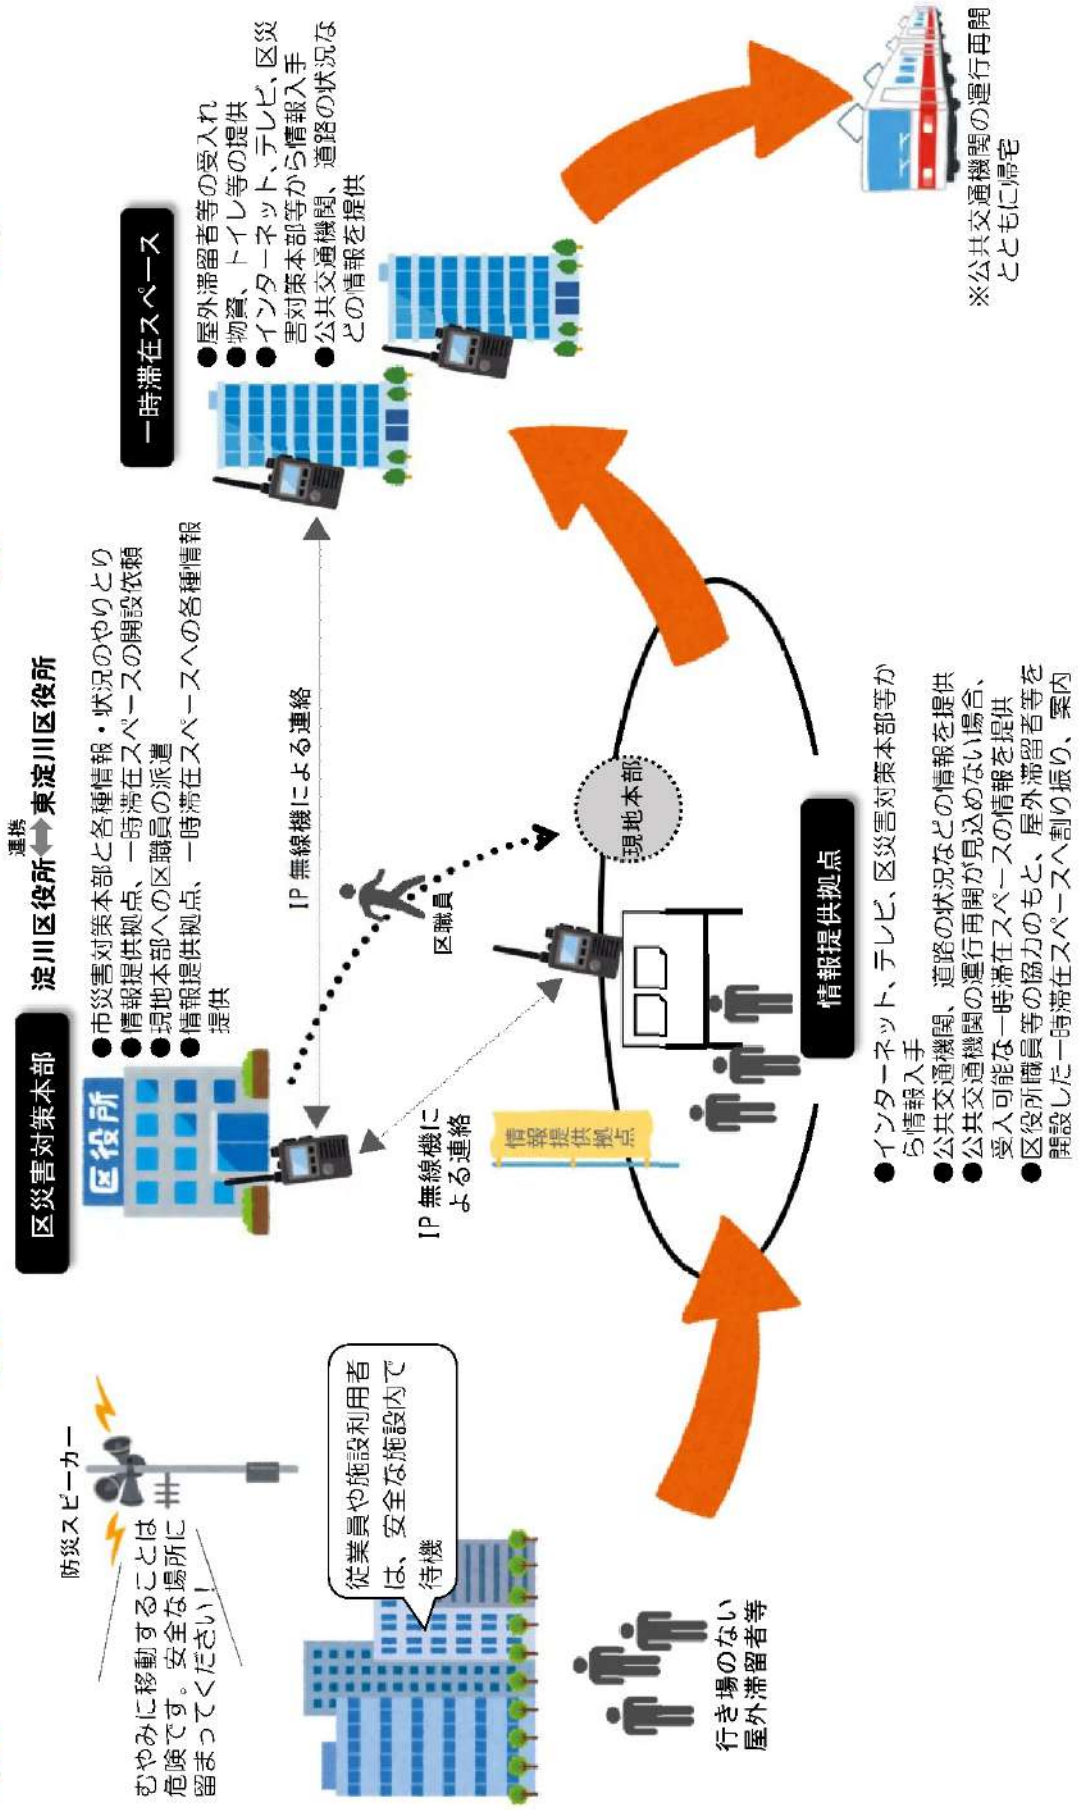 防災スピーカー
むやみに移動することは
危険です。安全な場所に
留まってください！
従業員や施設利用者
は、安全な施設内で
待機
行き場のない
屋外滞留者等
区災害対策本部
連携
淀川区役所⇔東淀川区役所
●市災害対策本部と各種情報・状況のやりとり
●情報提供拠点、一時滞在スペースの開設依頼
●現地本部への区職員の派遣
●情報提供拠点、一時滞在スペースへの各種情報
提供
区役所
IP 無線機による連絡
IP 無線機に
よる連絡
区職員
情報
提供
拠点
現地本部
情報提供拠点
●インターネット、テレビ、区災害対策本部等か
ら情報入手
●公共交通機関、道路の状況などの情報を提供
●公共交通機関の運行再開が見込めない場合、
受入可能な一時滞在スペースの情報を提供
●区役所職員等の協力のもと、屋外滞留者等を
開設した一時滞在スペースへ割り振り、案内
一時滞在スペース
●屋外滞留者等の受入れ
●物資、トイレ等の提供
●インターネット、テレビ、区災
害対策本部等から情報入手
●公共交通機関、道路の状況な
どの情報を提供
※公共交通機関の運行再開
とともに帰宅